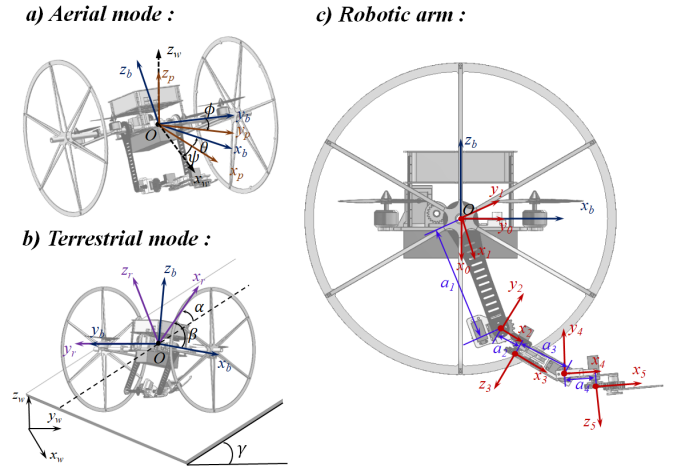 a) Aerial mode :
z_w
z_b
z_p
ϕ
y_b
O
y_p
θ
x_b
ψ
x_p
x_w
b) Terrestrial mode :
z_r
z_b
x_r
α
y_b
β
y_r
O
x_b
z_w
y_w
x_w
γ
c) Robotic arm :
z_b
y_1
O
x_b
y_0
x_1
x_0
a_1
y_2
y_4
a_2
a_3
x_4
x_5
x_3
a_4
z_3
z_5